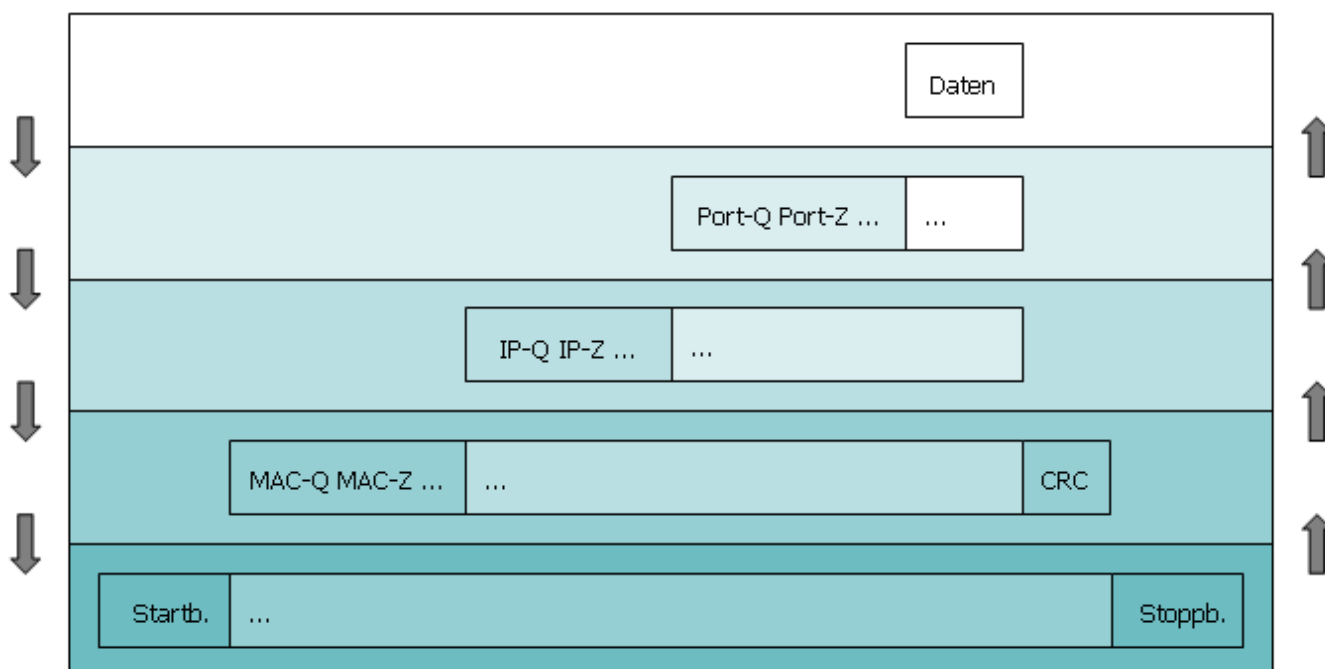 Daten
Port-Q Port-Z ... ...
IP-Q IP-Z ... ...
MAC-Q MAC-Z ... ... CRC
Startb. ... Stoppb.